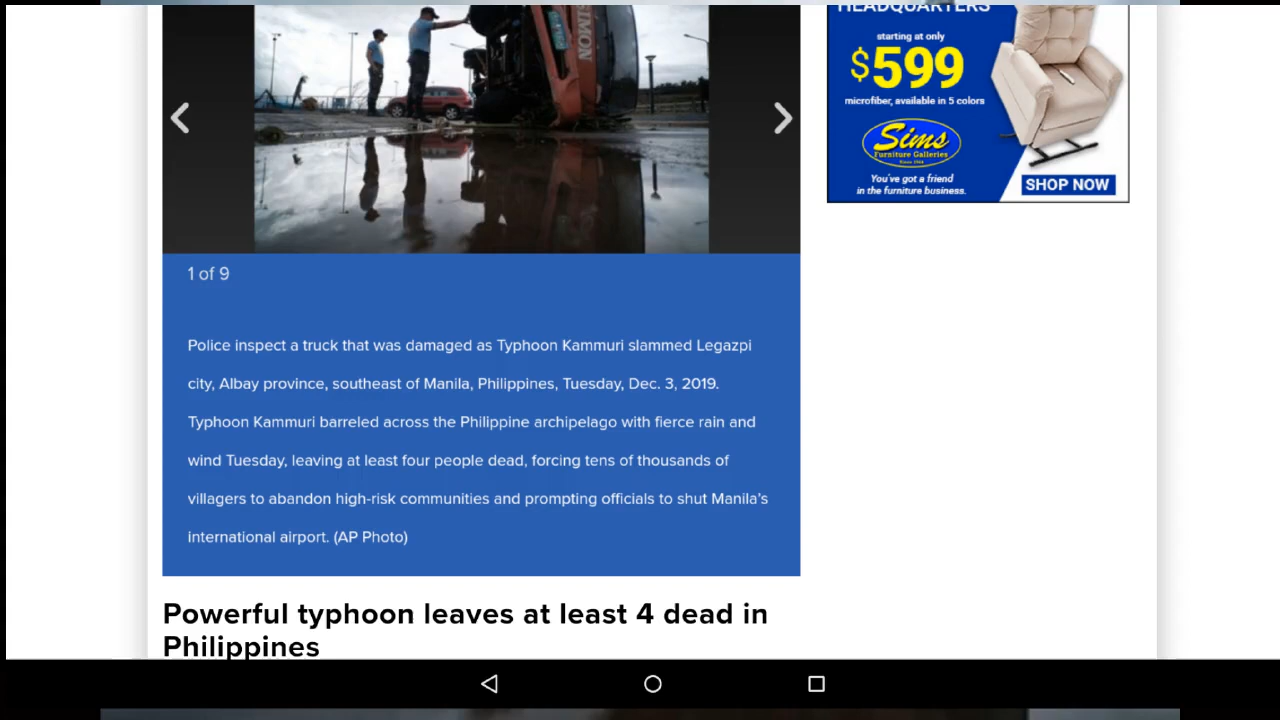 SIMON
HEADQUARTERS
starting at only
$599
microfiber, available in 5 colors
Sims
Furniture Galleries
You've got a friend
in the furniture business.
SHOP NOW
1 of 9
Police inspect a truck that was damaged as Typhoon Kammuri slammed Legazpi
city, Albay province, southeast of Manila, Philippines, Tuesday, Dec. 3, 2019.
Typhoon Kammuri barreled across the Philippine archipelago with fierce rain and
wind Tuesday, leaving at least four people dead, forcing tens of thousands of
villagers to abandon high-risk communities and prompting officials to shut Manila's
international airport. (AP Photo)
Powerful typhoon leaves at least 4 dead in
Philippines